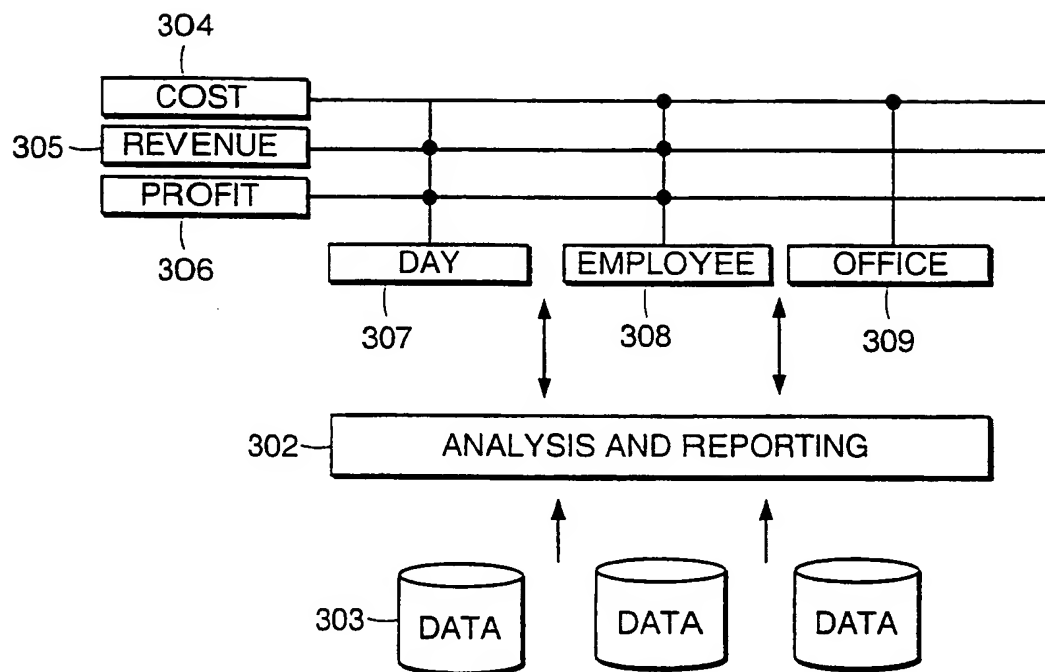 304
COST
305
REVENUE
PROFIT
306
DAY
EMPLOYEE
OFFICE
307
308
309
302
ANALYSIS AND REPORTING
303
DATA
DATA
DATA